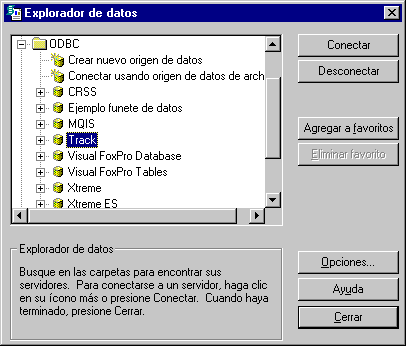 Explorador de datos
ODBC
Crear nuevo origen de datos
Conectar usando origen de datos de arch
CRSS
Ejemplo funete de datos
MQIS
Track
Visual FoxPro Database
Visual FoxPro Tables
Xtreme
Xtreme ES
Conectar
Desconectar
Agregar a favoritos
Eliminar favorito
Explorador de datos
Busque en las carpetas para encontrar sus
servidores. Para conectarse a un servidor, haga clic
en su ícono más o presione Conectar. Cuando haya
terminado, presione Cerrar.
Opciones...
Ayuda
Cerrar